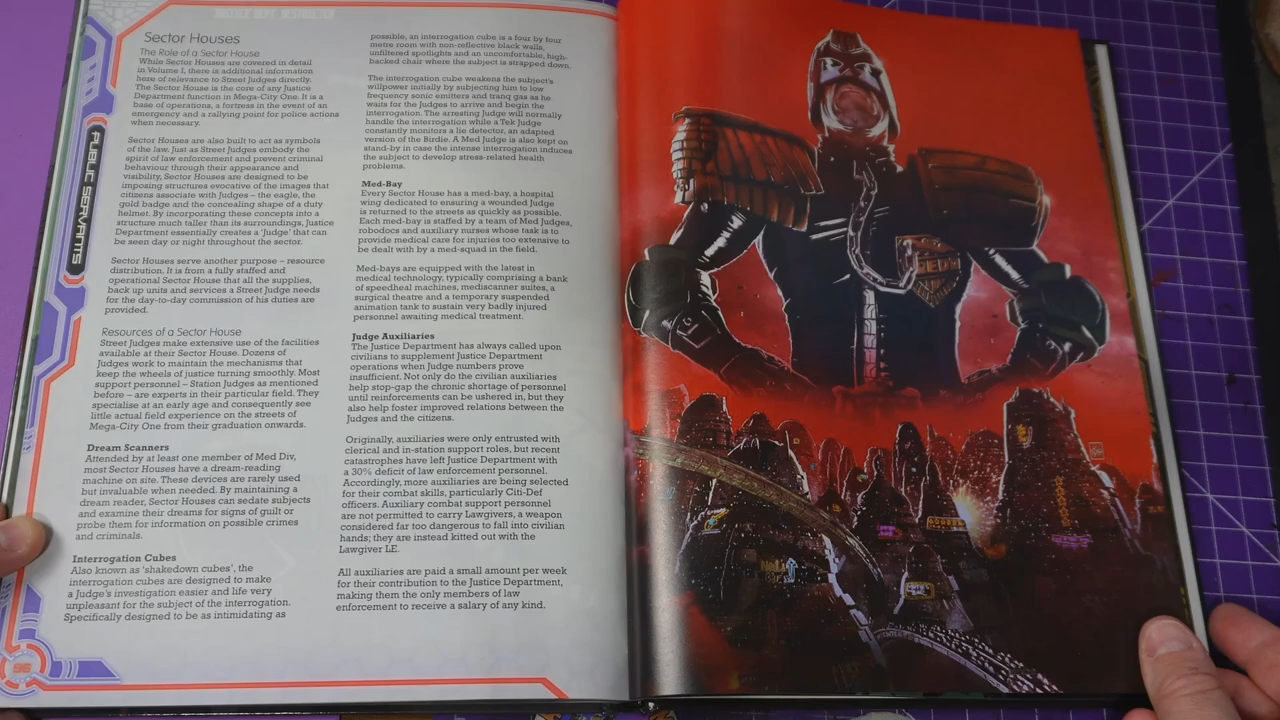 Sector Houses
The Role of a Sector House
While Sector Houses are covered in detail
in Volume I, there is additional information
here of relevance to Street Judges directly.
The Sector House is the core of any Justice
Department function in Mega-City One. It is a
base of operations, a fortress in the event of an
emergency and a rallying point for police actions
when necessary.
Sector Houses are also built to act as symbols
of the law. Just as Street Judges embody the
spirit of law enforcement and prevent criminal
behaviour through their appearance and
visibility, Sector Houses are designed to be
imposing structures evocative of the images that
citizens associate with Judges – the eagle, the
gold badge and the concealing shape of a duty
helmet. By incorporating these concepts into a
structure much taller than its surroundings, Justice
Department essentially creates a 'Judge' that can
be seen day or night throughout the sector.
Sector Houses serve another purpose – resource
distribution. It is from a fully staffed and
operational Sector House that all the supplies,
back up units and services a Street Judge needs
for the day-to-day commission of his duties are
provided.
Resources of a Sector House
Street Judges make extensive use of the facilities
available at their Sector House. Dozens of
Judges work to maintain the mechanisms that
keep the wheels of justice turning smoothly. Most
support personnel – Station Judges as mentioned
before – are experts in their particular field. They
specialise at an early age and consequently see
little actual field experience on the streets of
Mega-City One from their graduation onwards.
Dream Scanners
Attended by at least one member of Med Div,
most Sector Houses have a dream-reading
machine on site. These devices are rarely used
but invaluable when needed. By maintaining a
dream reader, Sector Houses can sedate subjects
and examine their dreams for signs of guilt or
probe them for information on possible crimes
and criminals.
Interrogation Cubes
Also known as 'shakedown cubes', the
interrogation cubes are designed to make
a Judge's investigation easier and life very
unpleasant for the subject of the interrogation.
Specifically designed to be as intimidating as
possible, an interrogation cube is a four by four
metre room with non-reflective black walls,
unfiltered spotlights and an uncomfortable, high-
backed chair where the subject is strapped down.
The interrogation cube weakens the subject's
willpower initially by subjecting him to low
frequency sonic emitters and tranq gas as he
waits for the Judges to arrive and begin the
interrogation. The arresting Judge will normally
handle the interrogation while a Tek Judge
constantly monitors a lie detector, an adapted
version of the Birdie. A Med Judge is also kept on
stand-by in case the intense interrogation induces
the subject to develop stress-related health
problems.
Med-Bay
Every Sector House has a med-bay, a hospital
wing dedicated to ensuring a wounded Judge
is returned to the streets as quickly as possible.
Each med-bay is staffed by a team of Med Judges,
robodocs and auxiliary nurses whose task is to
provide medical care for injuries too extensive to
be dealt with by a med-squad in the field.
Med-bays are equipped with the latest in
medical technology, typically comprising a bank
of speedheal machines, mediscanner suites, a
surgical theatre and a temporary suspended
animation tank to sustain very badly injured
personnel awaiting medical treatment.
Judge Auxiliaries
The Justice Department has always called upon
civilians to supplement Justice Department
operations when Judge numbers prove
insufficient. Not only do the civilian auxiliaries
help stop-gap the chronic shortage of personnel
until reinforcements can be ushered in, but they
also help foster improved relations between the
Judges and the citizens.
Originally, auxiliaries were only entrusted with
clerical and in-station support roles, but recent
catastrophes have left Justice Department with
a 30% deficit of law enforcement personnel.
Accordingly, more auxiliaries are being selected
for their combat skills, particularly Citi-Def
officers. Auxiliary combat support personnel
are not permitted to carry Lawgivers, a weapon
considered far too dangerous to fall into civilian
hands; they are instead kitted out with the
Lawgiver LE.
All auxiliaries are paid a small amount per week
for their contribution to the Justice Department,
making them the only members of law
enforcement to receive a salary of any kind.
PUBLIC SERVANTS
96
DREDD